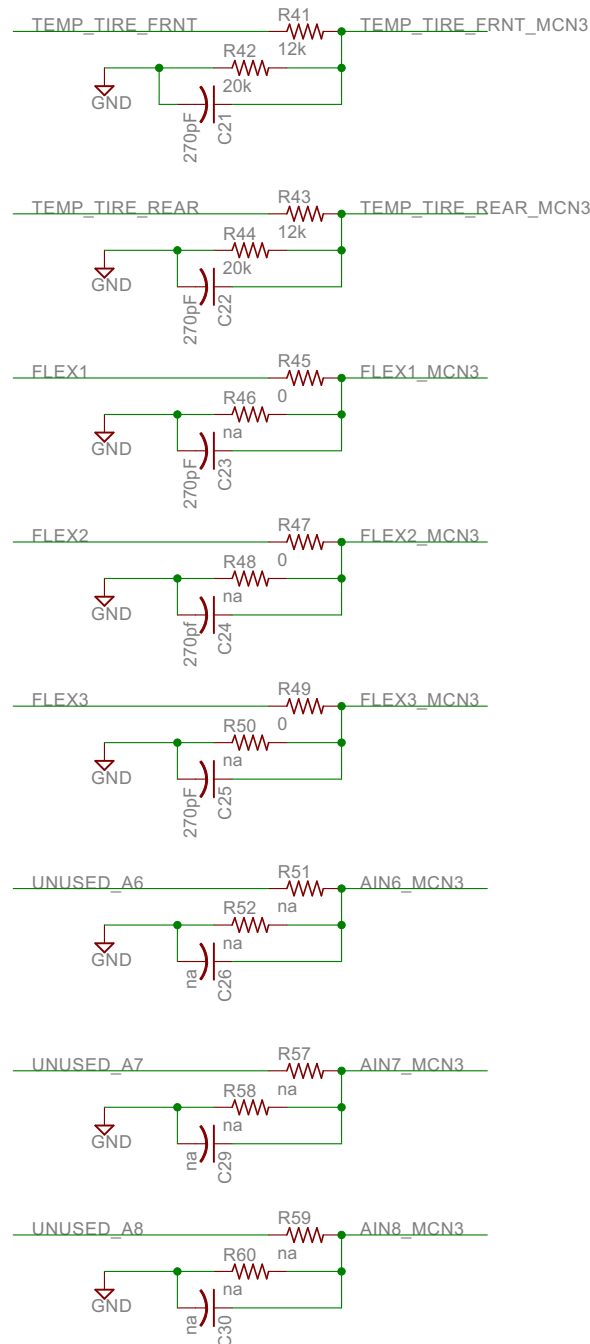 R41
TEMP_TIRE_FRNT TEMP_TIRE_FRNT_MCN3
12k
R42
20k
GND
270pF
C21
R43
TEMP_TIRE_REAR TEMP_TIRE_REAR_MCN3
12k
R44
20k
GND
270pF
C22
R45
FLEX1 FLEX1_MCN3
0
R46
na
GND
270pF
C23
R47
FLEX2 FLEX2_MCN3
0
R48
na
GND
270pf
C24
R49
FLEX3 FLEX3_MCN3
0
R50
na
GND
270pF
C25
R51
UNUSED_A6 AIN6_MCN3
na
R52
na
GND
na
C26
R57
UNUSED_A7 AIN7_MCN3
na
R58
na
GND
na
C29
R59
UNUSED_A8 AIN8_MCN3
na
R60
na
GND
na
C30